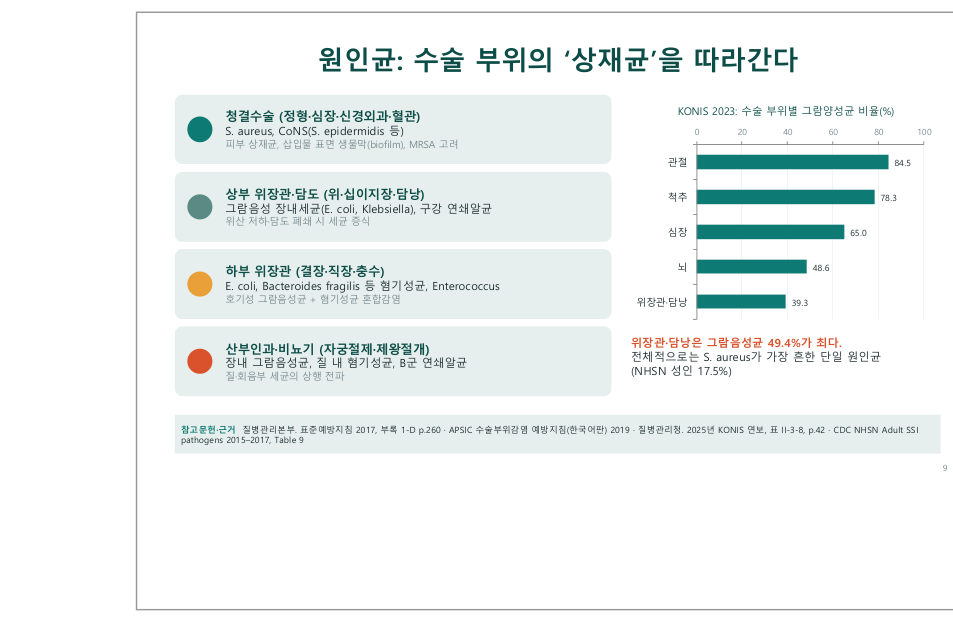 원인균: 수술 부위의 ‘상재균’을 따라간다
청결수술 (정형·심장·신경외과·혈관)
S. aureus, CoNS(S. epidermidis 등)
피부 상재균, 삽입물 표면 생물막(biofilm), MRSA 고려
상부 위장관·담도 (위·십이지장·담낭)
그람음성 장내세균(E. coli, Klebsiella), 구강 연쇄알균
위산 저하·담도 폐쇄 시 세균 증식
하부 위장관 (결장·직장·충수)
E. coli, Bacteroides fragilis 등 혐기성균, Enterococcus
호기성 그람음성균 + 혐기성균 혼합감염
산부인과·비뇨기 (자궁절제·제왕절개)
장내 그람음성균, 질 내 혐기성균, B군 연쇄알균
질·회음부 세균의 상행 전파
KONIS 2023: 수술 부위별 그람양성균 비율(%)
0 20 40 60 80 100
관절 84.5
척추 78.3
심장 65.0
뇌 48.6
위장관·담낭 39.3
위장관·담낭은 그람음성균 49.4%가 최다.
전체적으로는 S. aureus가 가장 흔한 단일 원인균
(NHSN 성인 17.5%)
참고문헌·근거 질병관리본부. 표준예방지침 2017, 부록 1-D p.260 · APSIC 수술부위감염 예방지침(한국어판) 2019 · 질병관리청. 2025년 KONIS 연보, 표 II-3-8, p.42 · CDC NHSN Adult SSI
pathogens 2015–2017, Table 9
9